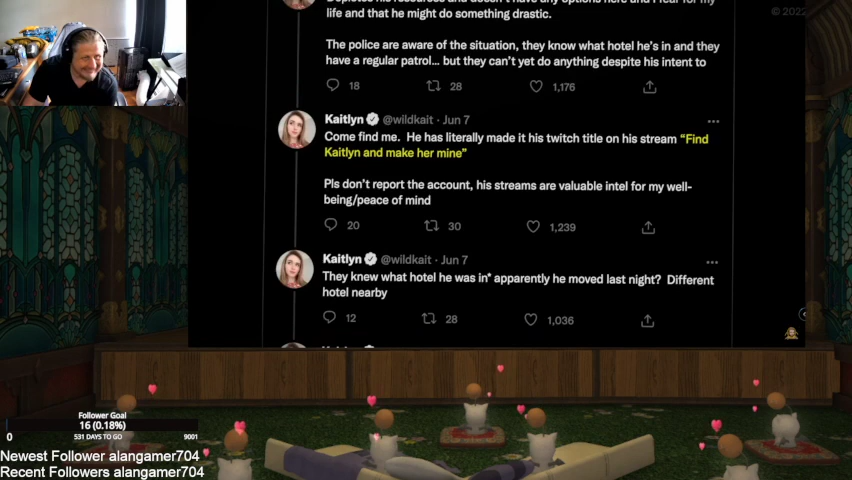 Depletes his resources and doesn't have any options here and I fear for my
life and that he might do something drastic.
© 2022
The police are aware of the situation, they know what hotel he's in and they
have a regular patrol... but they can't yet do anything despite his intent to
18 28 1,176
Kaitlyn @wildkait · Jun 7
Come find me. He has literally made it his twitch title on his stream "Find
Kaitlyn and make her mine"
Pls don't report the account, his streams are valuable intel for my well-
being/peace of mind
20 30 1,239
Kaitlyn @wildkait · Jun 7
They knew what hotel he was in* apparently he moved last night? Different
hotel nearby
12 28 1,036
Follower Goal
16 (0.18%)
0 531 DAYS TO GO 9001
Newest Follower alangamer704
Recent Followers alangamer704